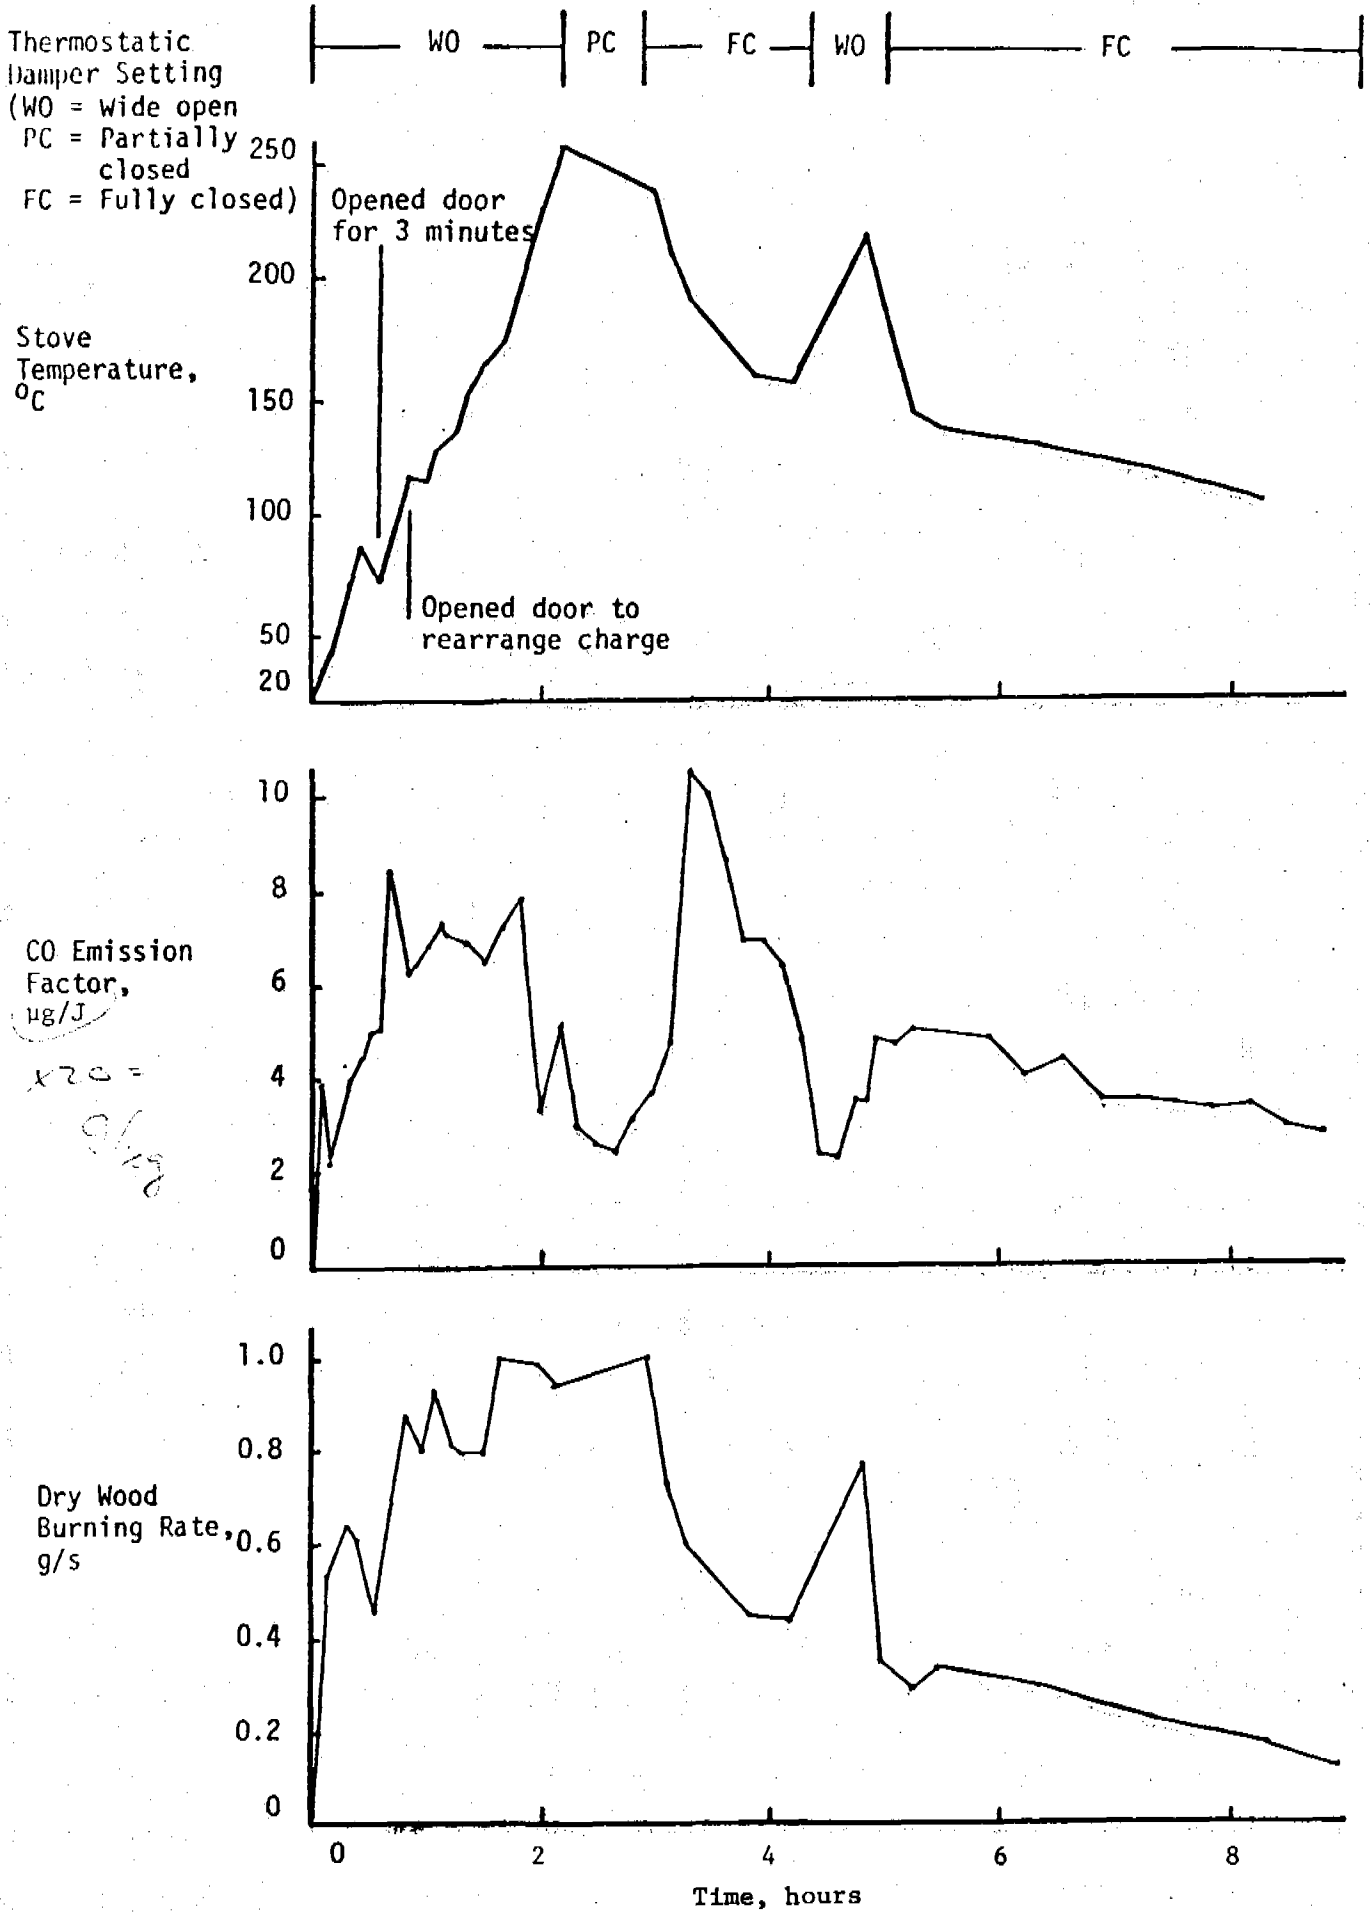 WO PC FC WO FC
Thermostatic
Damper Setting
(WO = Wide open
PC = Partially
closed
FC = Fully closed)
250
200
150
100
50
20
Opened door
for 3 minutes
Opened door to
rearrange charge
Stove
Temperature,
°C
10
8
6
4
2
0
CO Emission
Factor,
µg/J
x20 =
g/kg
1.0
0.8
0.6
0.4
0.2
0
Dry Wood
Burning Rate,
g/s
0 2 4 6 8
Time, hours